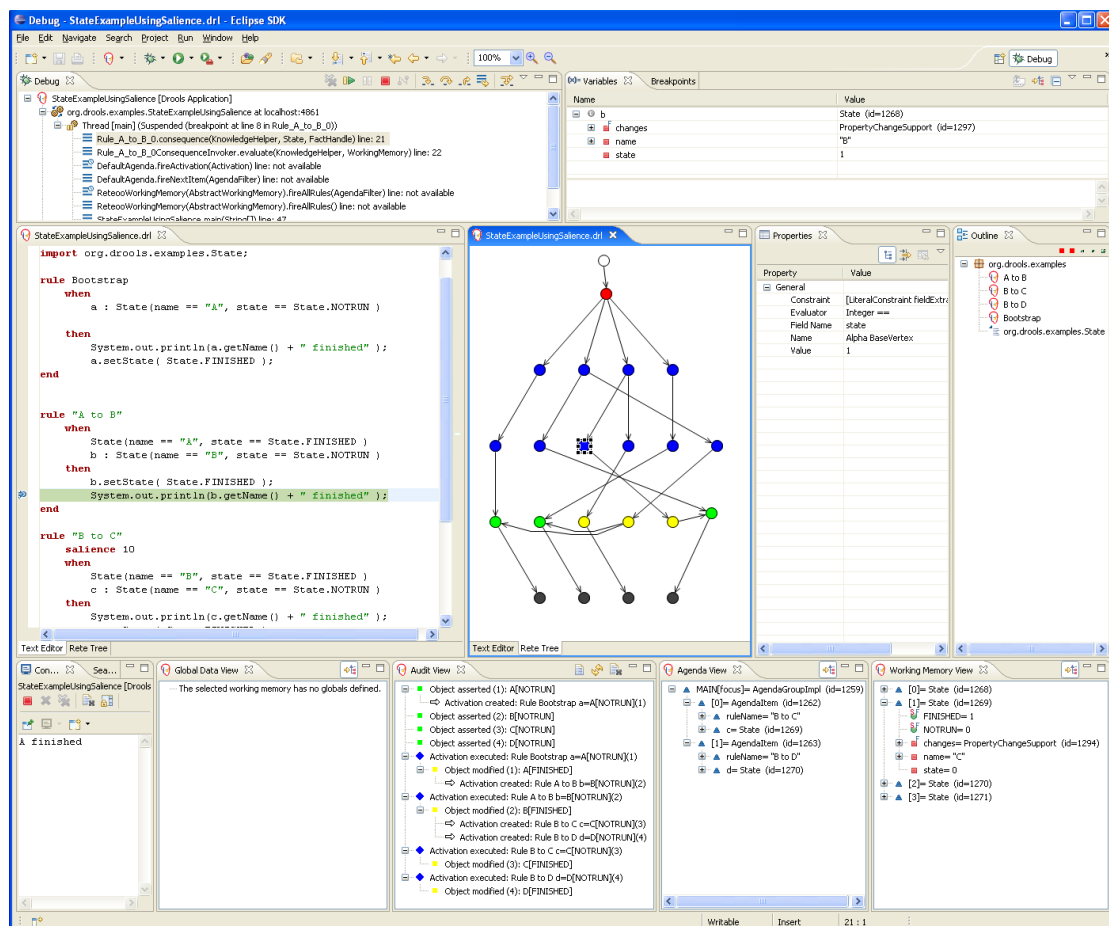 Debug - StateExampleUsingSalience.drl - Eclipse SDK
File Edit Navigate Search Project Run Window Help
100%
Debug
Debug
StateExampleUsingSalience [Drools Application]
org.drools.examples.StateExampleUsingSalience at localhost:4861
Thread [main] (Suspended (breakpoint at line 8 in Rule_A_to_B_0))
Rule_A_to_B_0.consequence(KnowledgeHelper, State, FactHandle) line: 21
Rule_A_to_B_0ConsequenceInvoker.evaluate(KnowledgeHelper, WorkingMemory) line: 22
DefaultAgenda.fireActivation(Activation) line: not available
DefaultAgenda.fireNextItem(AgendaFilter) line: not available
ReteooWorkingMemory(AbstractWorkingMemory).fireAllRules(AgendaFilter) line: not available
ReteooWorkingMemory(AbstractWorkingMemory).fireAllRules() line: not available
StateExampleUsingSalience.main(String[]) line: 47
(x)= Variables Breakpoints
Name Value
b State (id=1268)
changes PropertyChangeSupport (id=1297)
name "B"
state 1
StateExampleUsingSalience.drl
import org.drools.examples.State;
rule Bootstrap
when
a : State(name == "A", state == State.NOTRUN )
then
System.out.println(a.getName() + " finished" );
a.setState( State.FINISHED );
end
rule "A to B"
when
State(name == "A", state == State.FINISHED )
b : State(name == "B", state == State.NOTRUN )
then
b.setState( State.FINISHED );
System.out.println(b.getName() + " finished" );
end
rule "B to C"
salience 10
when
State(name == "B", state == State.FINISHED )
c : State(name == "C", state == State.NOTRUN )
then
System.out.println(c.getName() + " finished" );
Text Editor Rete Tree
StateExampleUsingSalience.drl
Text Editor Rete Tree
Properties
Property Value
General
Constraint [LiteralConstraint fieldExtra
Evaluator Integer ==
Field Name state
Name Alpha BaseVertex
Value 1
Outline
org.drools.examples
A to B
B to C
B to D
Bootstrap
org.drools.examples.State
Con... Sea...
StateExampleUsingSalience [Drools
A finished
Global Data View
The selected working memory has no globals defined.
Audit View
Object asserted (1): A[NOTRUN]
Activation created: Rule Bootstrap a=A[NOTRUN](1)
Object asserted (2): B[NOTRUN]
Object asserted (3): C[NOTRUN]
Object asserted (4): D[NOTRUN]
Activation executed: Rule Bootstrap a=A[NOTRUN](1)
Object modified (1): A[FINISHED]
Activation created: Rule A to B b=B[NOTRUN](2)
Activation executed: Rule A to B b=B[NOTRUN](2)
Object modified (2): B[FINISHED]
Activation created: Rule B to C c=C[NOTRUN](3)
Activation created: Rule B to D d=D[NOTRUN](4)
Activation executed: Rule B to C c=C[NOTRUN](3)
Object modified (3): C[FINISHED]
Activation executed: Rule B to D d=D[NOTRUN](4)
Object modified (4): D[FINISHED]
Agenda View
MAIN[focus]= AgendaGroupImpl (id=1259)
[0]= AgendaItem (id=1262)
ruleName= "B to C"
c= State (id=1269)
[1]= AgendaItem (id=1263)
ruleName= "B to D"
d= State (id=1270)
Working Memory View
[0]= State (id=1268)
[1]= State (id=1269)
FINISHED= 1
NOTRUN= 0
changes= PropertyChangeSupport (id=1294)
name= "C"
state= 0
[2]= State (id=1270)
[3]= State (id=1271)
Writable Insert 21 : 1